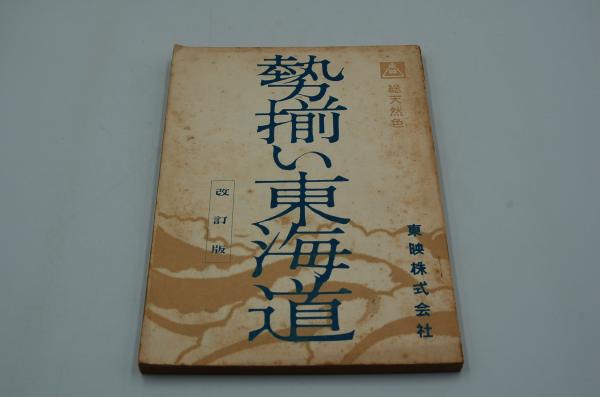 総天然色
東映株式会社
勢揃い東海道
改訂版